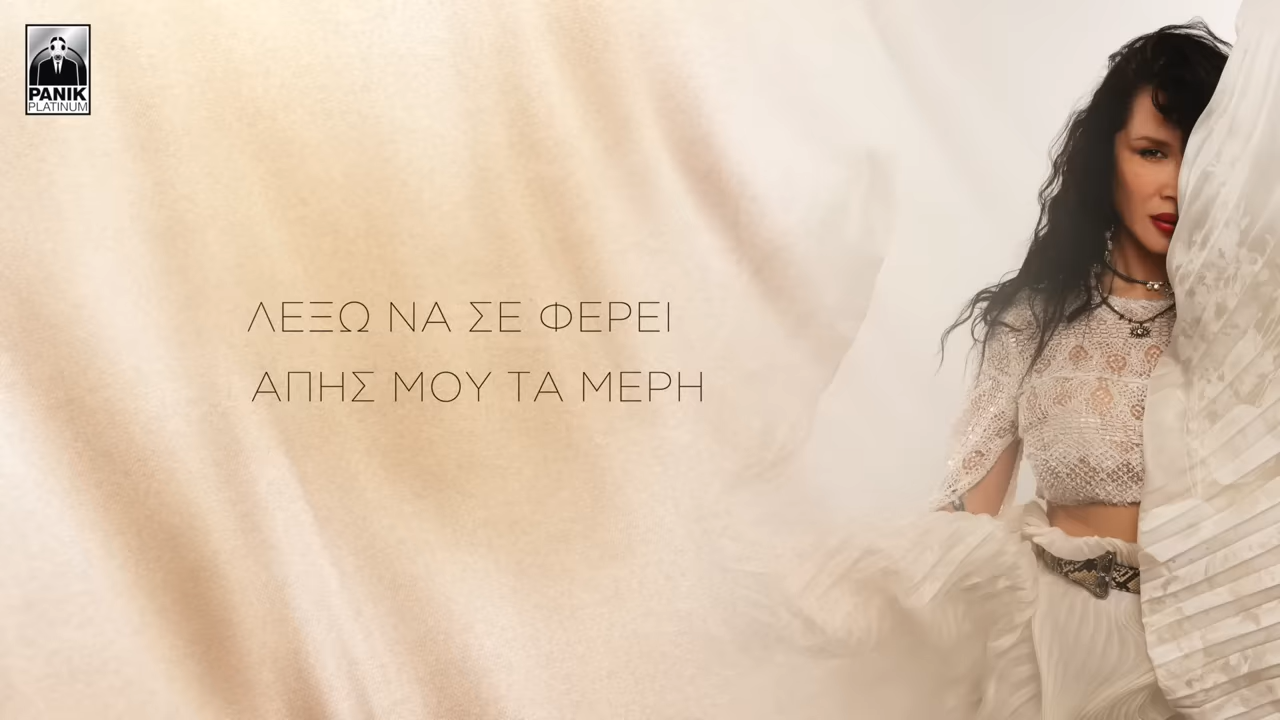 PANIK
PLATINUM
ΛΕΞΩ ΝΑ ΣΕ ΦΕΡΕΙ
ΑΠΗΣ ΜΟΥ ΤΑ ΜΕΡΗ